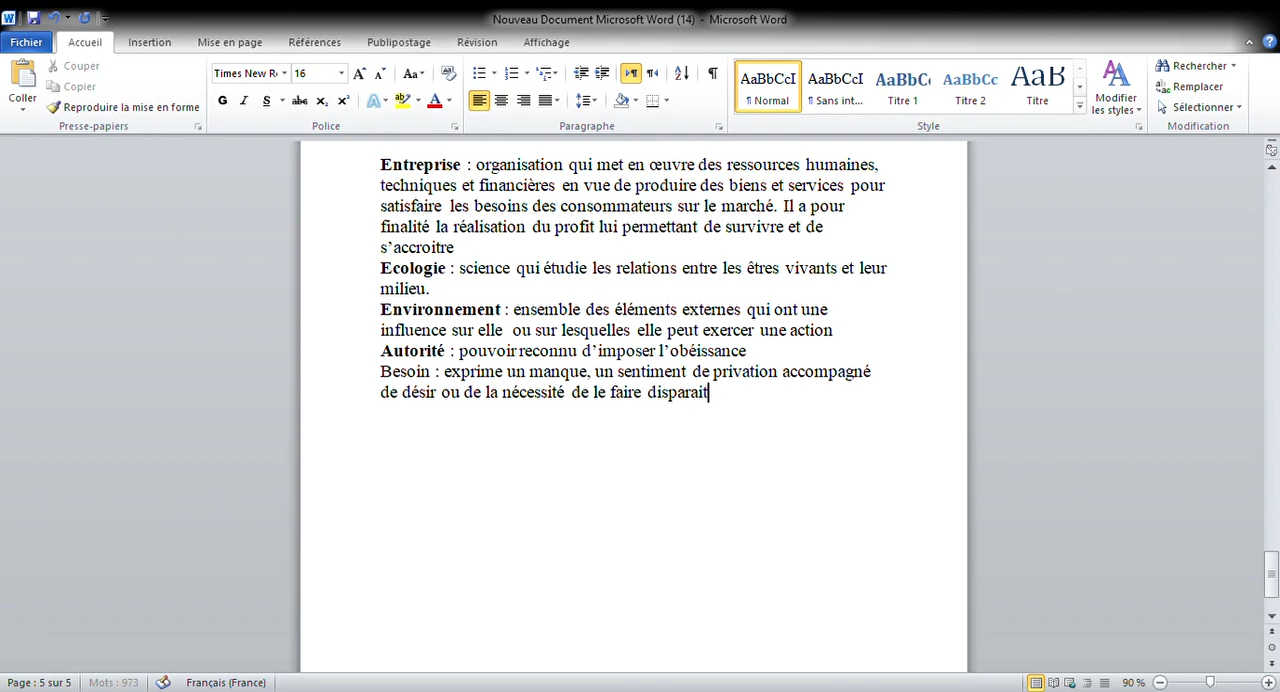 Nouveau Document Microsoft Word (14) - Microsoft Word
Fichier Accueil Insertion Mise en page Références Publipostage Révision Affichage
Coller
Couper
Copier
Reproduire la mise en forme
Presse-papiers
Times New R 16
G I S abc x₂ x²
Police
Paragraphe
AaBbCcI AaBbCcI AaBbC AaBbCc AaB
¶ Normal ¶ Sans int... Titre 1 Titre 2 Titre
Modifier
les styles
Style
Rechercher
Remplacer
Sélectionner
Modification
Entreprise : organisation qui met en œuvre des ressources humaines,
techniques et financières en vue de produire des biens et services pour
satisfaire les besoins des consommateurs sur le marché. Il a pour
finalité la réalisation du profit lui permettant de survivre et de
s’accroitre
Ecologie : science qui étudie les relations entre les êtres vivants et leur
milieu.
Environnement : ensemble des éléments externes qui ont une
influence sur elle ou sur lesquelles elle peut exercer une action
Autorité : pouvoir reconnu d’imposer l’obéissance
Besoin : exprime un manque, un sentiment de privation accompagné
de désir ou de la nécessité de le faire disparait
Page : 5 sur 5 Mots : 973 Français (France) 90 %